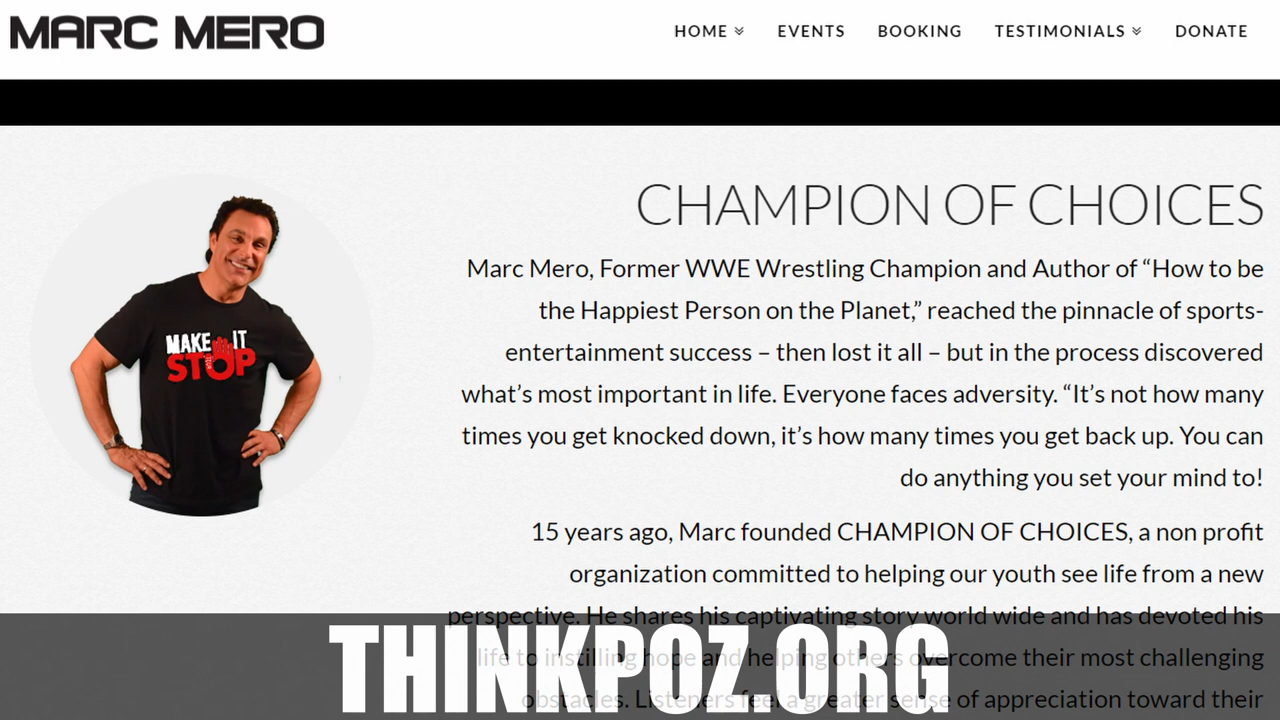 MARC MERO
HOME EVENTS BOOKING TESTIMONIALS DONATE
CHAMPION OF CHOICES
Marc Mero, Former WWE Wrestling Champion and Author of “How to be
the Happiest Person on the Planet,” reached the pinnacle of sports-
entertainment success – then lost it all – but in the process discovered
what’s most important in life. Everyone faces adversity. “It’s not how many
times you get knocked down, it’s how many times you get back up. You can
do anything you set your mind to!
MAKE IT
STOP
15 years ago, Marc founded CHAMPION OF CHOICES, a non profit
organization committed to helping our youth see life from a new
perspective. He shares his captivating story world wide and has devoted his
life to instilling hope and helping others overcome their most challenging
obstacles. Listeners feel a greater sense of appreciation toward their
THINKPOZ.ORG